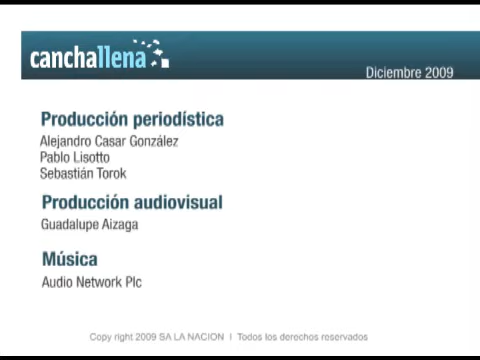 canchallena
Diciembre 2009
Producción periodística
Alejandro Casar González
Pablo Lisotto
Sebastián Torok
Producción audiovisual
Guadalupe Aizaga
Música
Audio Network Plc
Copy right 2009 SA LA NACION | Todos los derechos reservados